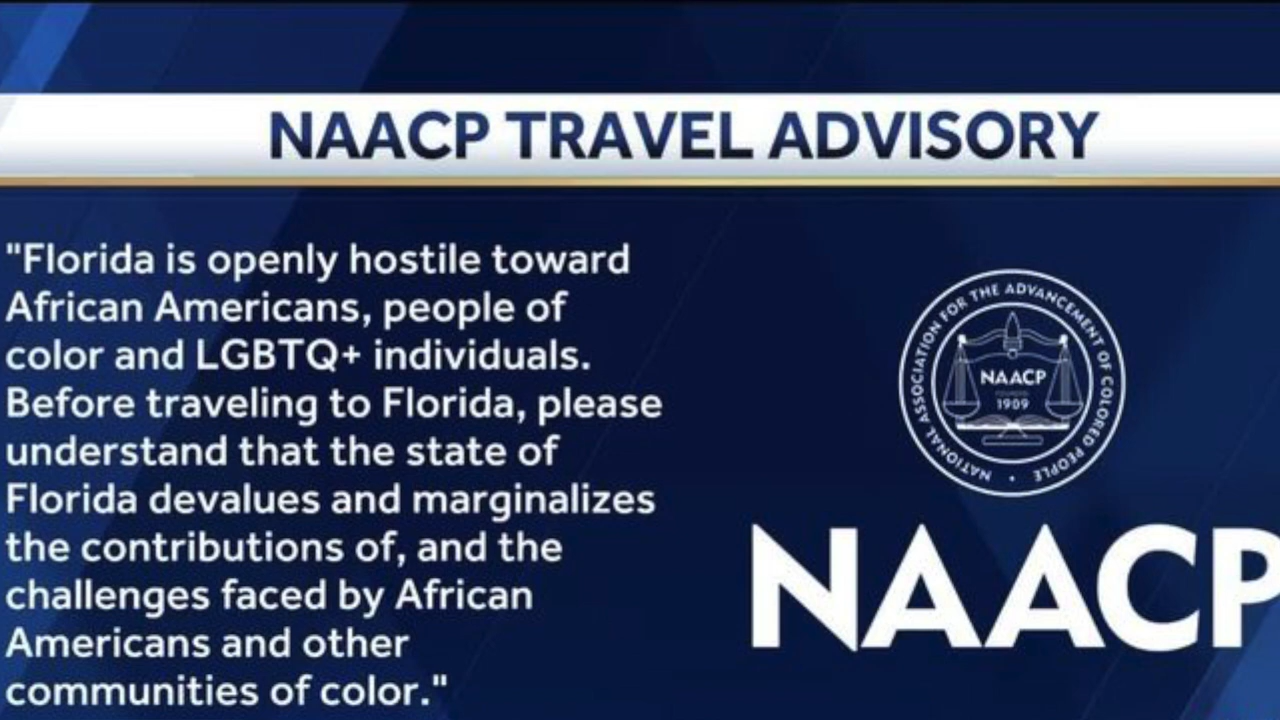 NAACP TRAVEL ADVISORY
"Florida is openly hostile toward
African Americans, people of
color and LGBTQ+ individuals.
Before traveling to Florida, please
understand that the state of
Florida devalues and marginalizes
the contributions of, and the
challenges faced by African
Americans and other
communities of color."
NATIONAL ASSOCIATION FOR THE ADVANCEMENT OF COLORED PEOPLE
NAACP
FOUNDED
1909
NAACP